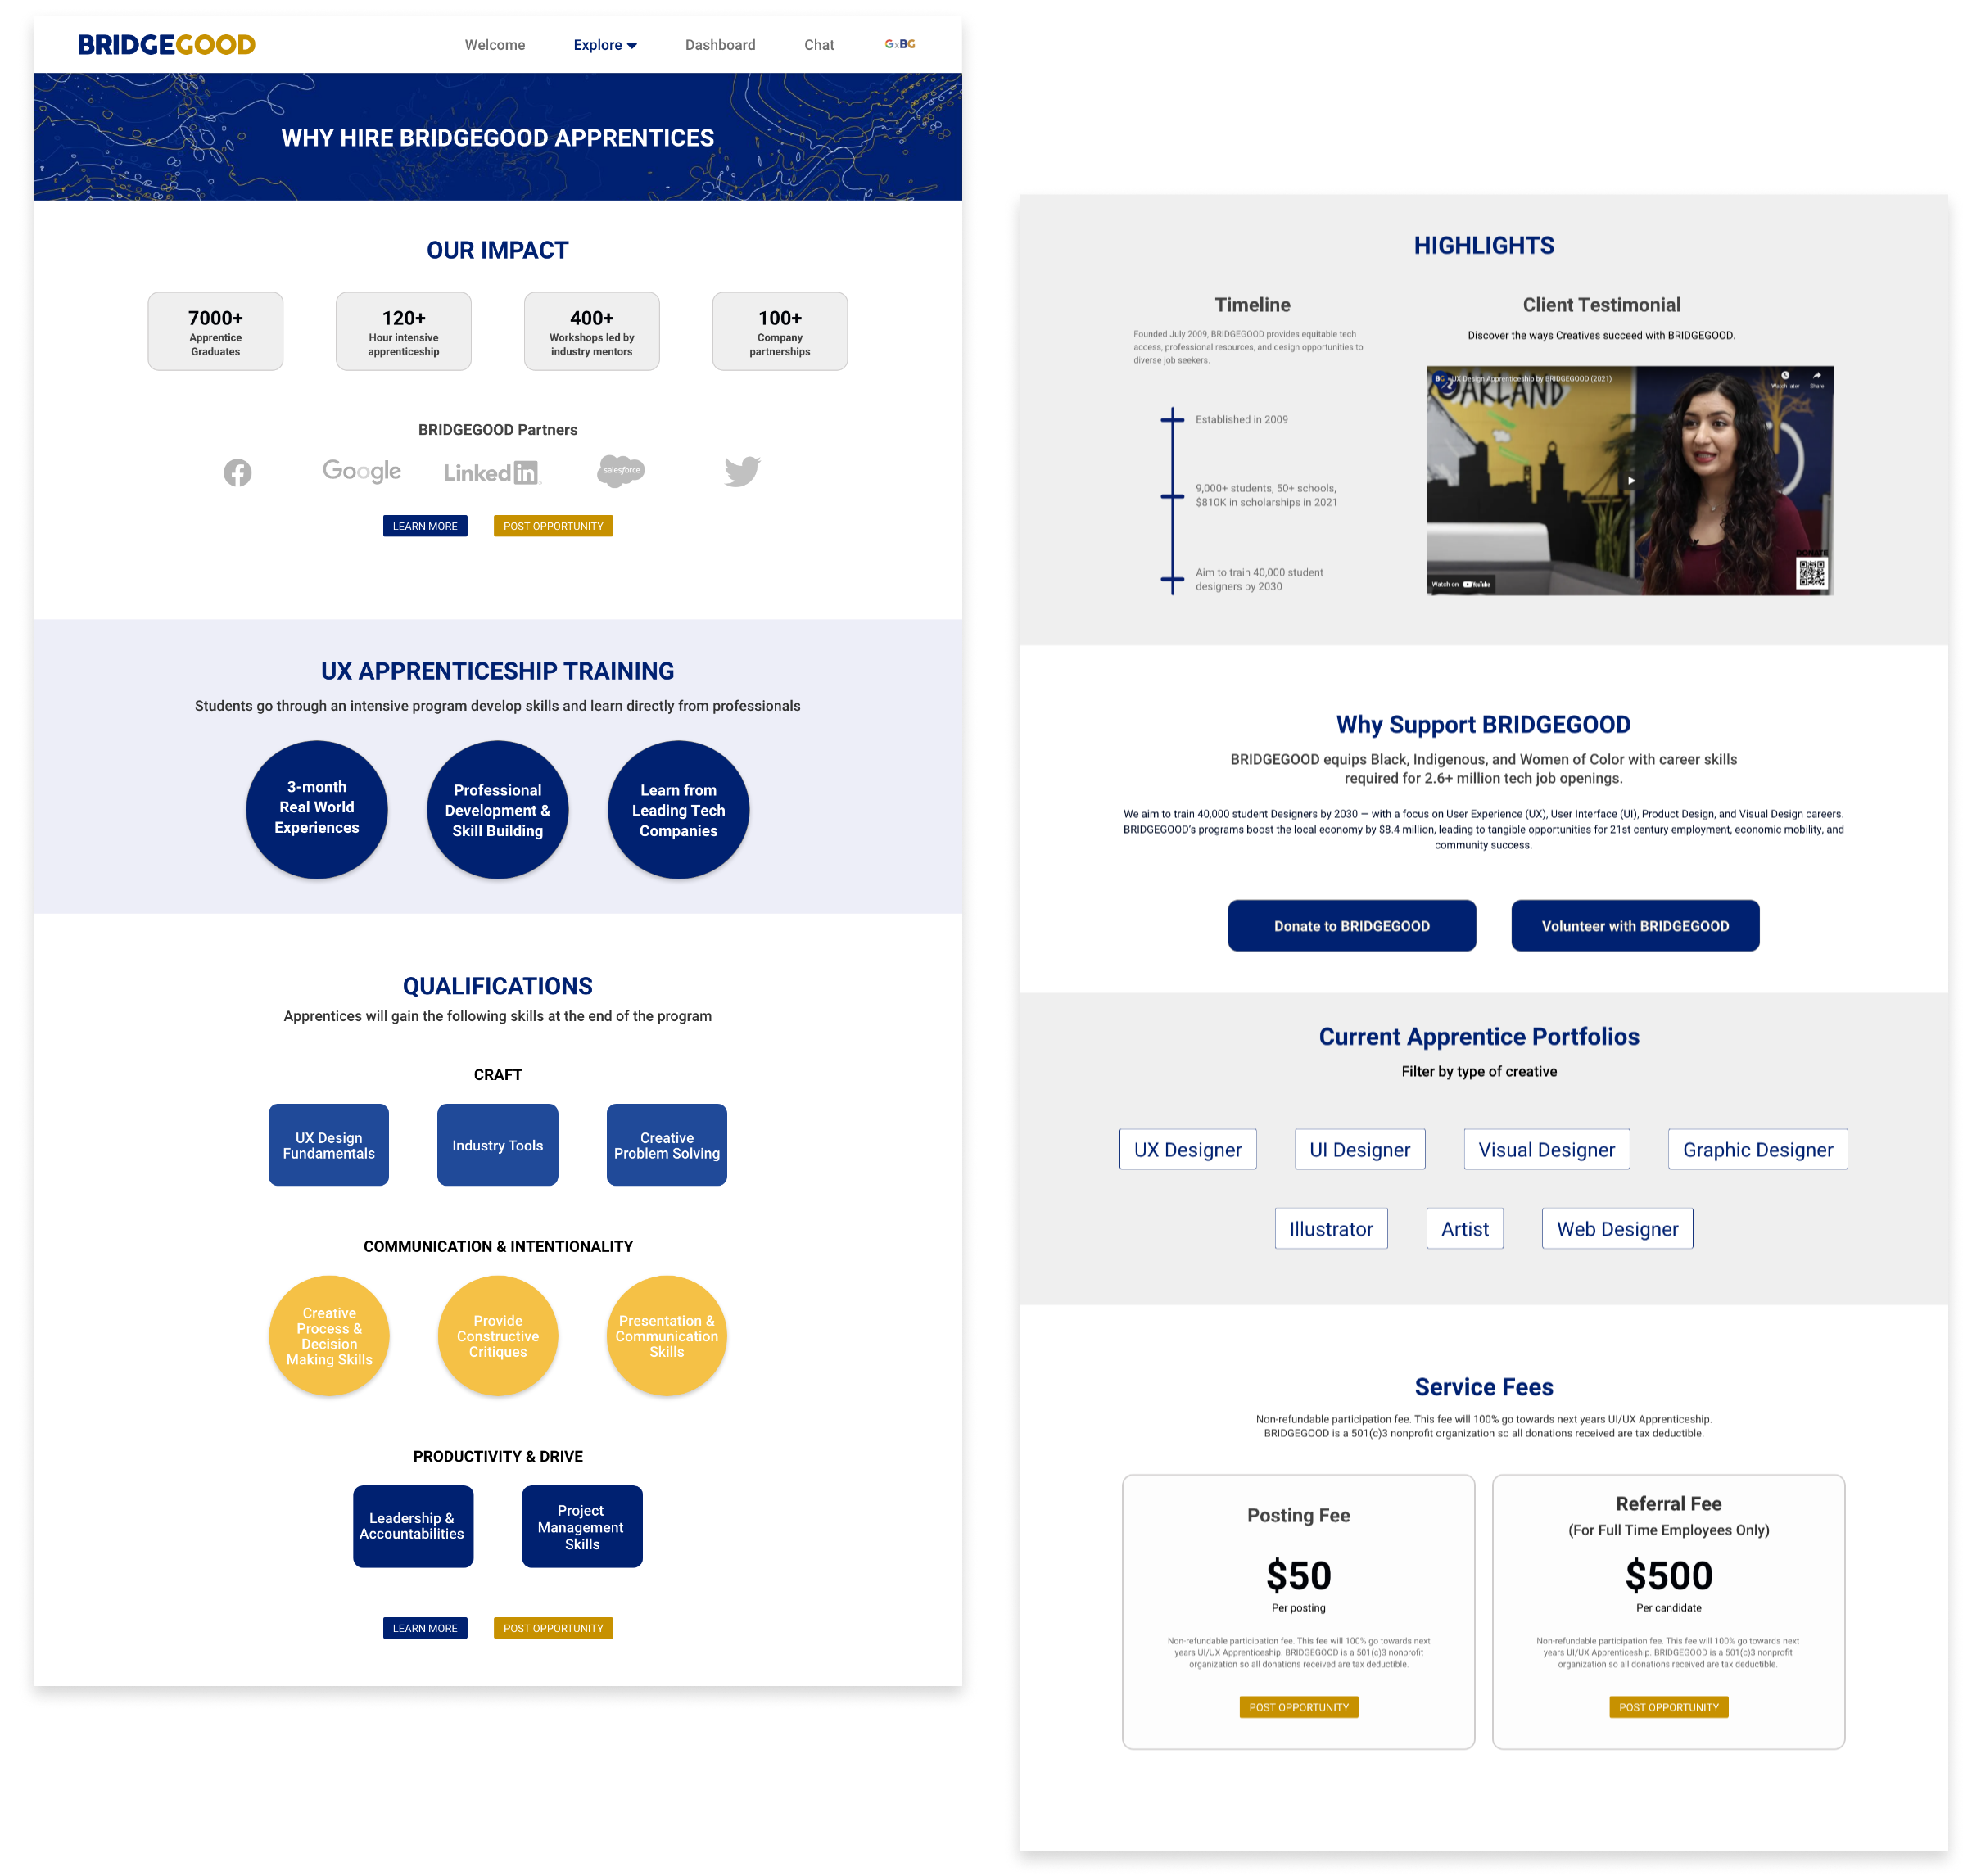 BRIDGEGOOD
Welcome
Explore
Dashboard
Chat
GxBG
WHY HIRE BRIDGEGOOD APPRENTICES
OUR IMPACT
7000+
Apprentice
Graduates
120+
Hour intensive
apprenticeship
400+
Workshops led by
industry mentors
100+
Company
partnerships
BRIDGEGOOD Partners
Google
Linkedin
salesforce
LEARN MORE
POST OPPORTUNITY
UX APPRENTICESHIP TRAINING
Students go through an intensive program develop skills and learn directly from professionals
3-month
Real World
Experiences
Professional
Development &
Skill Building
Learn from
Leading Tech
Companies
QUALIFICATIONS
Apprentices will gain the following skills at the end of the program
CRAFT
UX Design
Fundamentals
Industry Tools
Creative
Problem Solving
COMMUNICATION & INTENTIONALITY
Creative
Process &
Decision
Making Skills
Provide
Constructive
Critiques
Presentation &
Communication
Skills
PRODUCTIVITY & DRIVE
Leadership &
Accountabilities
Project
Management
Skills
LEARN MORE
POST OPPORTUNITY
HIGHLIGHTS
Timeline
Founded July 2009, BRIDGEGOOD provides equitable tech
access, professional resources, and design opportunities to
diverse job seekers.
Established in 2009
9,000+ students, 50+ schools,
$810K in scholarships in 2021
Aim to train 40,000 student
designers by 2030
Client Testimonial
Discover the ways Creatives succeed with BRIDGEGOOD.
BG
UX Design Apprenticeship by BRIDGEGOOD (2021)
Watch later
Share
OAKLAND
DONATE
Watch on YouTube
Why Support BRIDGEGOOD
BRIDGEGOOD equips Black, Indigenous, and Women of Color with career skills
required for 2.6+ million tech job openings.
We aim to train 40,000 student Designers by 2030 — with a focus on User Experience (UX), User Interface (UI), Product Design, and Visual Design careers.
BRIDGEGOOD's programs boost the local economy by $8.4 million, leading to tangible opportunities for 21st century employment, economic mobility, and
community success.
Donate to BRIDGEGOOD
Volunteer with BRIDGEGOOD
Current Apprentice Portfolios
Filter by type of creative
UX Designer
UI Designer
Visual Designer
Graphic Designer
Illustrator
Artist
Web Designer
Service Fees
Non-refundable participation fee. This fee will 100% go towards next years UI/UX Apprenticeship.
BRIDGEGOOD is a 501(c)3 nonprofit organization so all donations received are tax deductible.
Posting Fee
$50
Per posting
Non-refundable participation fee. This fee will 100% go towards next
years UI/UX Apprenticeship. BRIDGEGOOD is a 501(c)3 nonprofit
organization so all donations received are tax deductible.
POST OPPORTUNITY
Referral Fee
(For Full Time Employees Only)
$500
Per candidate
Non-refundable participation fee. This fee will 100% go towards next
years UI/UX Apprenticeship. BRIDGEGOOD is a 501(c)3 nonprofit
organization so all donations received are tax deductible.
POST OPPORTUNITY